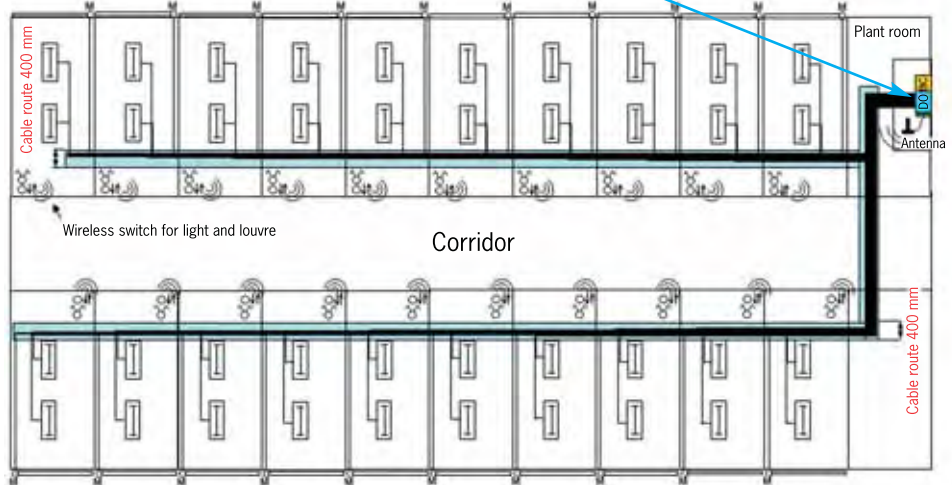 M M M M M M M M M M
Cable route 400 mm
Plant room
DO
Antenna
Wireless switch for light and louvre
Corridor
Cable route 400 mm
M M M M M M M M M M